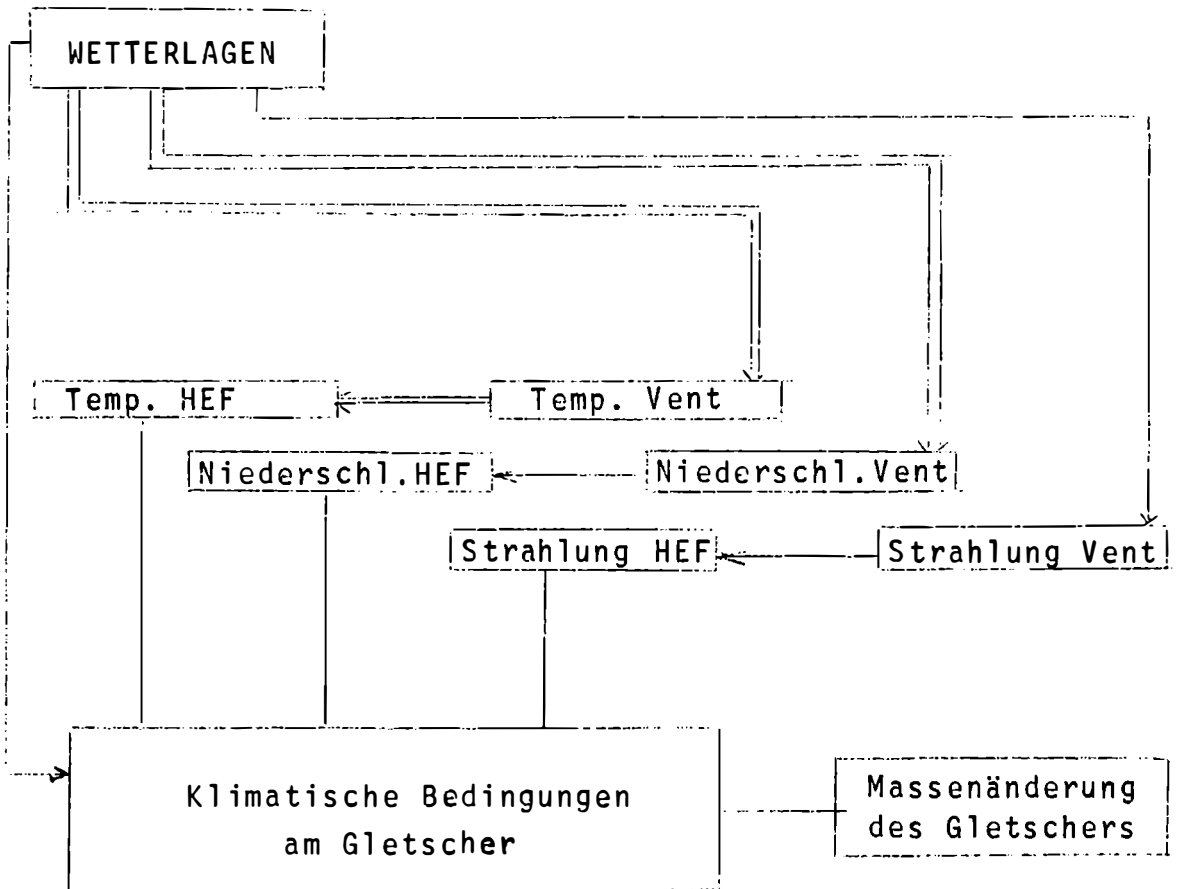 WETTERLAGEN
Temp. HEF
Temp. Vent
Niederschl.HEF
Niederschl.Vent
Strahlung HEF
Strahlung Vent
Klimatische Bedingungen
am Gletscher
Massenänderung
des Gletschers